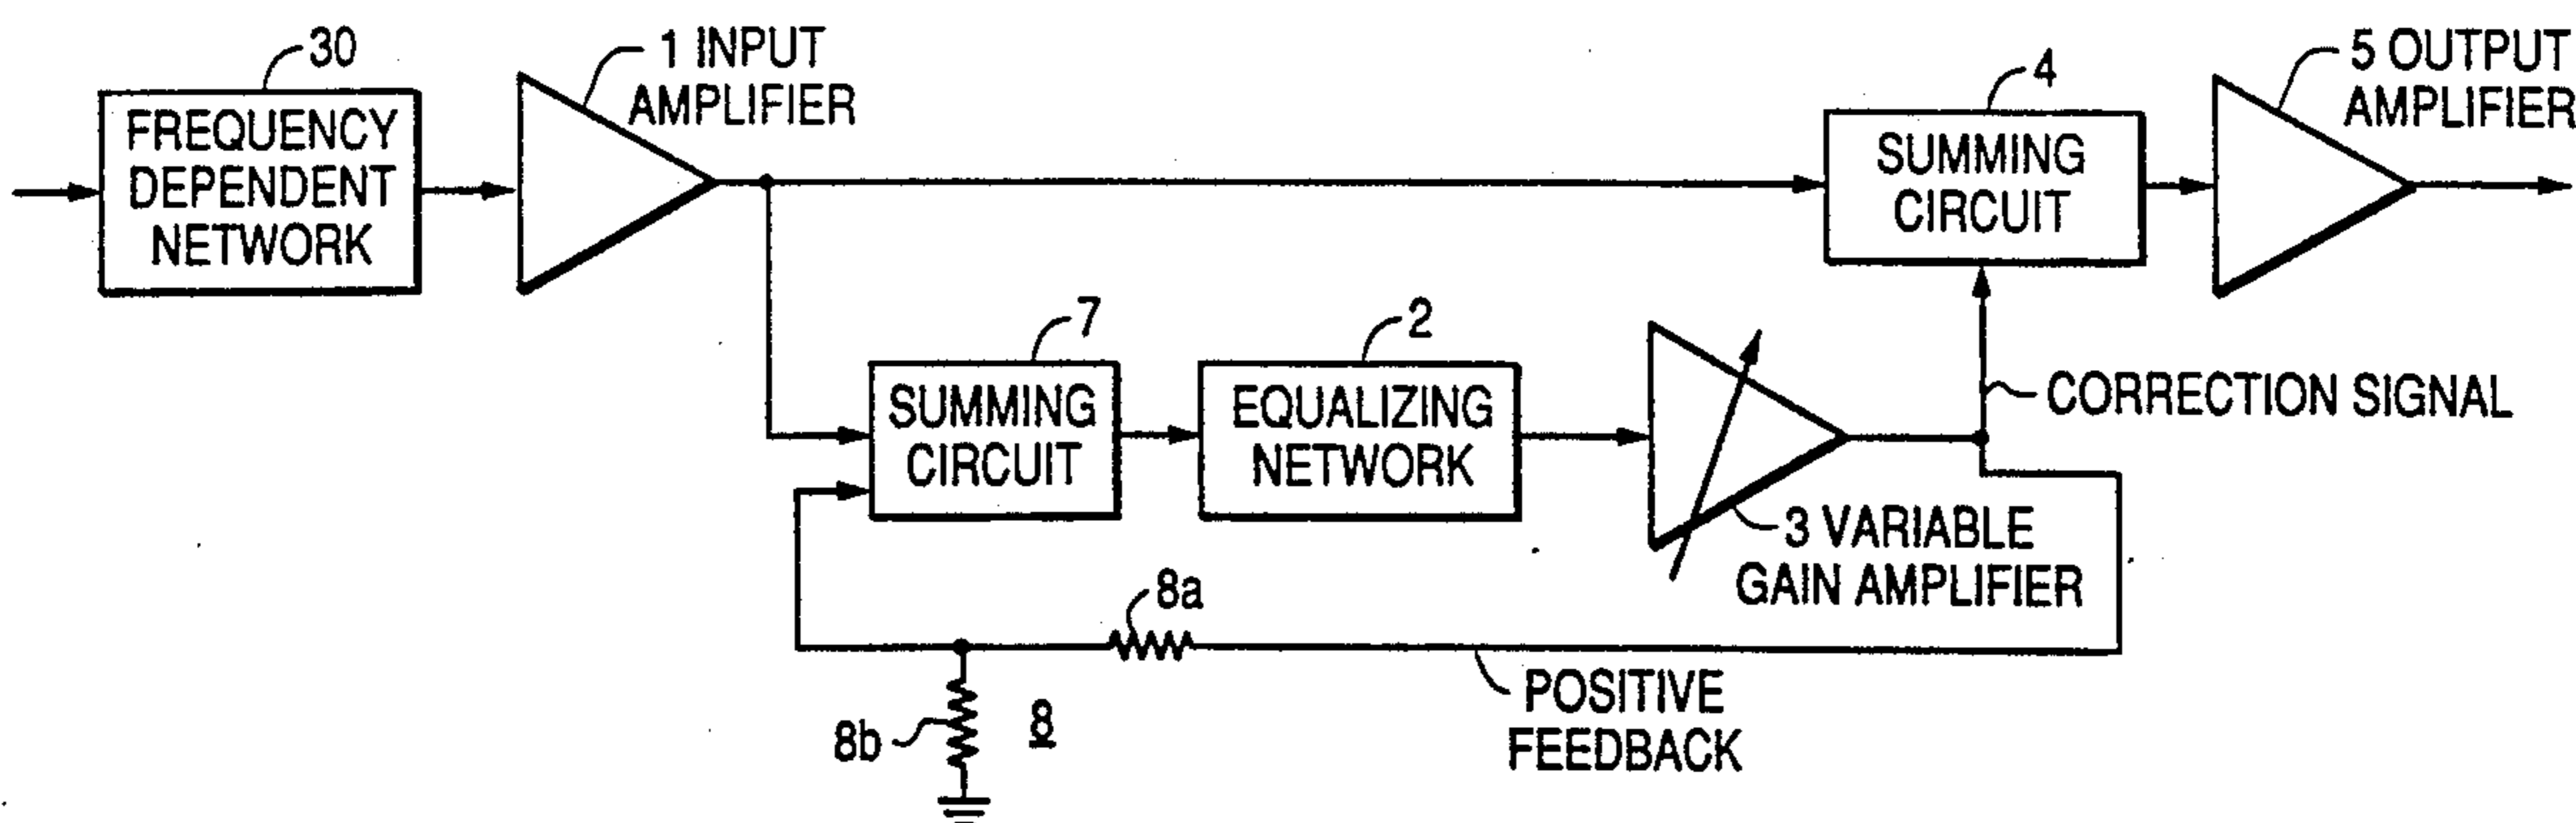 30
FREQUENCY
DEPENDENT
NETWORK
1 INPUT
AMPLIFIER
4
SUMMING
CIRCUIT
5 OUTPUT
AMPLIFIER
7
SUMMING
CIRCUIT
2
EQUALIZING
NETWORK
CORRECTION SIGNAL
3 VARIABLE
GAIN AMPLIFIER
8a
8b
8
POSITIVE
FEEDBACK